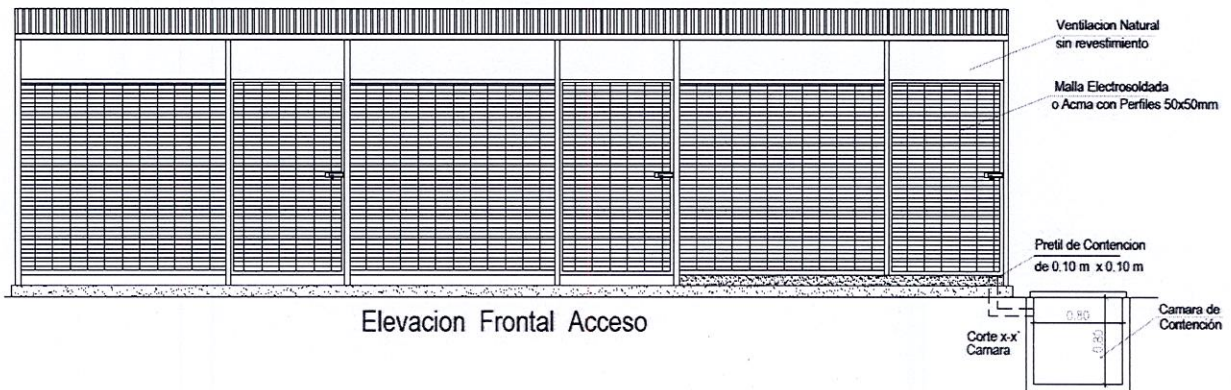 Ventilacion Natural
sin revestimiento
Malla Electrosoldada
o Acma con Perfiles 50x50mm
Pretil de Contencion
de 0.10 m x 0.10 m
Elevacion Frontal Acceso
Corte x-x'
Camara
0.80
0.80
Camara de
Contención